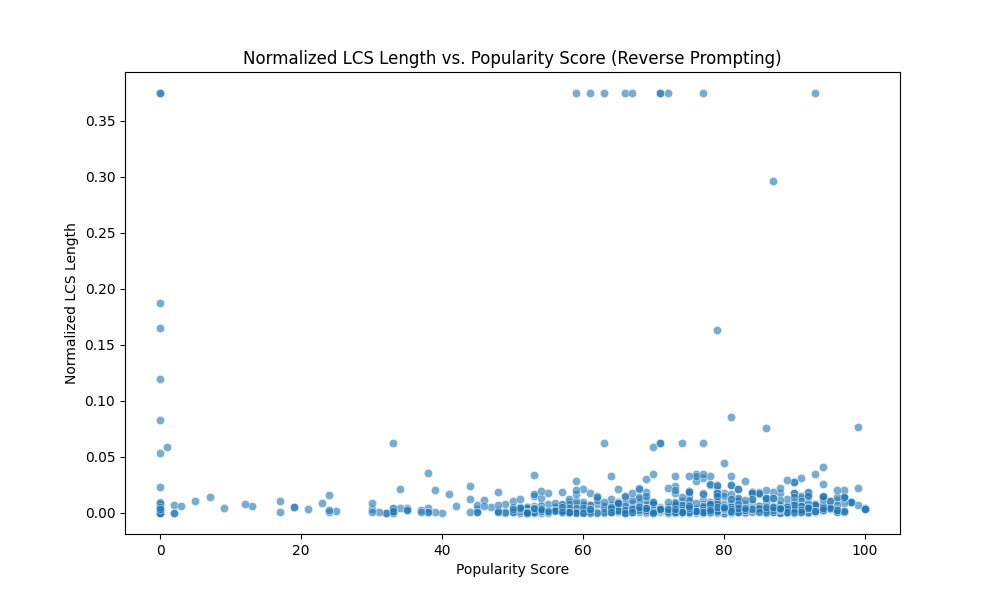 Normalized LCS Length vs. Popularity Score (Reverse Prompting)
Normalized LCS Length
0.35
0.30
0.25
0.20
0.15
0.10
0.05
0.00
0 20 40 60 80 100
Popularity Score